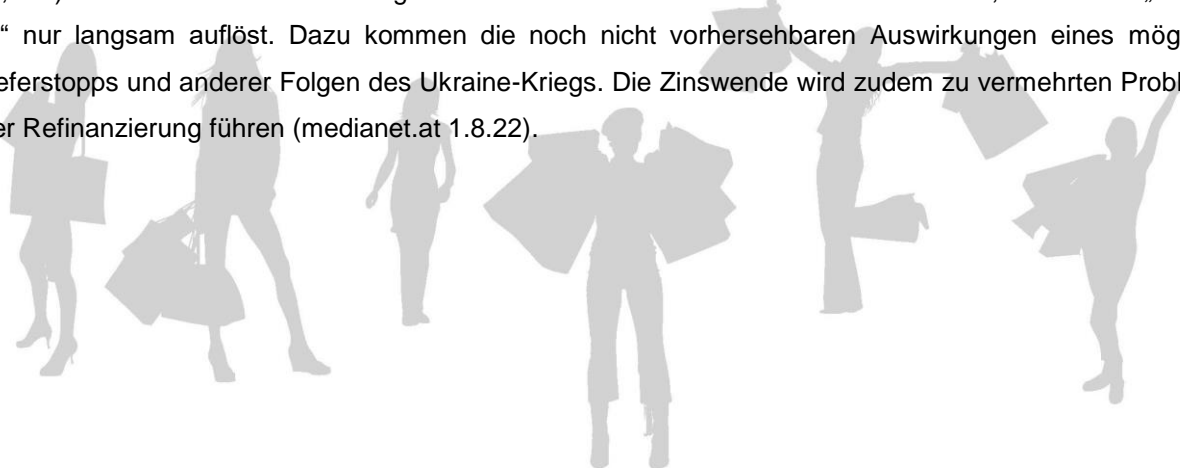 “ nur langsam auflöst. Dazu kommen die noch nicht vorhersehbaren Auswirkungen eines mög
eferstopps und anderer Folgen des Ukraine-Kriegs. Die Zinswende wird zudem zu vermehrten Probl
er Refinanzierung führen (medianet.at 1.8.22).